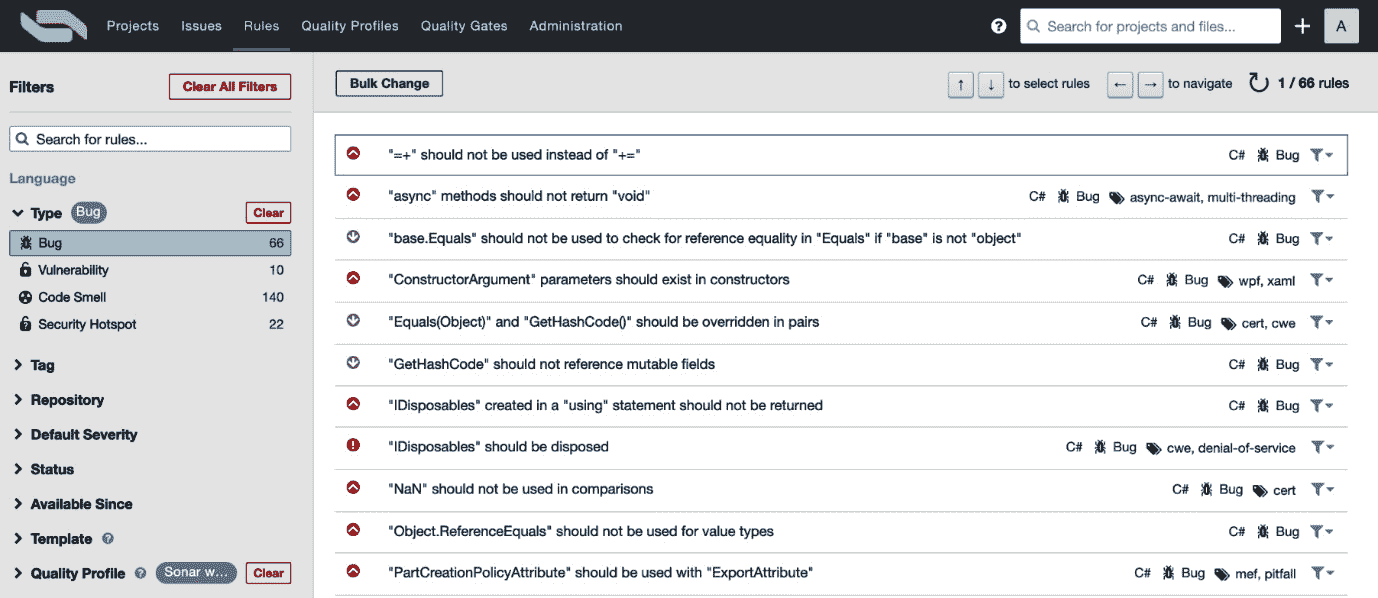 Projects Issues Rules Quality Profiles Quality Gates Administration Search for projects and files... A
Filters Clear All Filters
Search for rules...
Language
Type Bug Clear
Bug 66
Vulnerability 10
Code Smell 140
Security Hotspot 22
Tag
Repository
Default Severity
Status
Available Since
Template
Quality Profile Sonar w... Clear
Bulk Change ↑ ↓ to select rules ← → to navigate 1 / 66 rules
"=+" should not be used instead of "+=" C# Bug
"async" methods should not return "void" C# Bug async-await, multi-threading
"base.Equals" should not be used to check for reference equality in "Equals" if "base" is not "object" C# Bug
"ConstructorArgument" parameters should exist in constructors C# Bug wpf, xaml
"Equals(Object)" and "GetHashCode()" should be overridden in pairs C# Bug cert, cwe
"GetHashCode" should not reference mutable fields C# Bug
"IDisposables" created in a "using" statement should not be returned C# Bug
"IDisposables" should be disposed C# Bug cwe, denial-of-service
"NaN" should not be used in comparisons C# Bug cert
"Object.ReferenceEquals" should not be used for value types C# Bug
"PartCreationPolicyAttribute" should be used with "ExportAttribute" C# Bug mef, pitfall